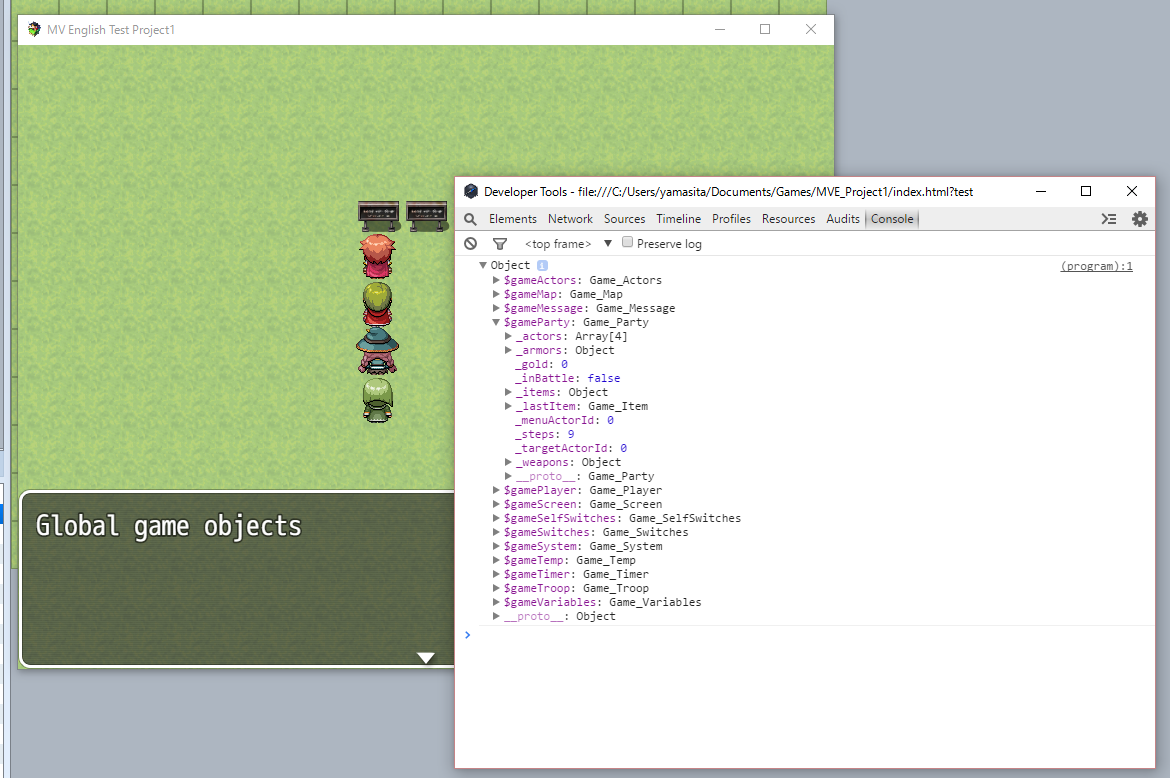 MV English Test Project1
Global game objects
Developer Tools - file:///C:/Users/yamasita/Documents/Games/MVE_Project1/index.html?test
Elements Network Sources Timeline Profiles Resources Audits Console
<top frame> Preserve log
Object (program):1
$gameActors: Game_Actors
$gameMap: Game_Map
$gameMessage: Game_Message
$gameParty: Game_Party
_actors: Array[4]
_armors: Object
_gold: 0
_inBattle: false
_items: Object
_lastItem: Game_Item
_menuActorId: 0
_steps: 9
_targetActorId: 0
_weapons: Object
__proto__: Game_Party
$gamePlayer: Game_Player
$gameScreen: Game_Screen
$gameSelfSwitches: Game_SelfSwitches
$gameSwitches: Game_Switches
$gameSystem: Game_System
$gameTemp: Game_Temp
$gameTimer: Game_Timer
$gameTroop: Game_Troop
$gameVariables: Game_Variables
__proto__: Object